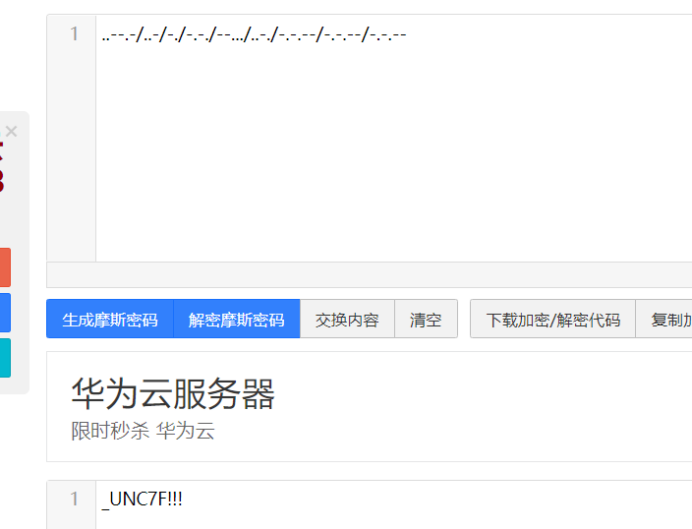 1 ..--.-/..-/-./-.-./--.../..-./-.-.--/-.-.--/-.-.--
×
生成摩斯密码 解密摩斯密码 交换内容 清空 下载加密/解密代码 复制加
华为云服务器
限时秒杀 华为云
1 _UNC7F!!!